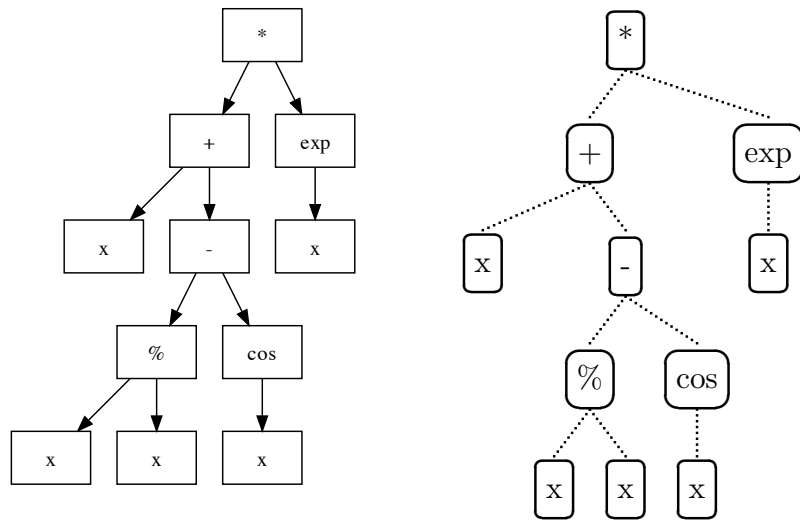 *
+ exp
x - x
% cos
x x x
*
+ exp
x - x
% cos
x x x